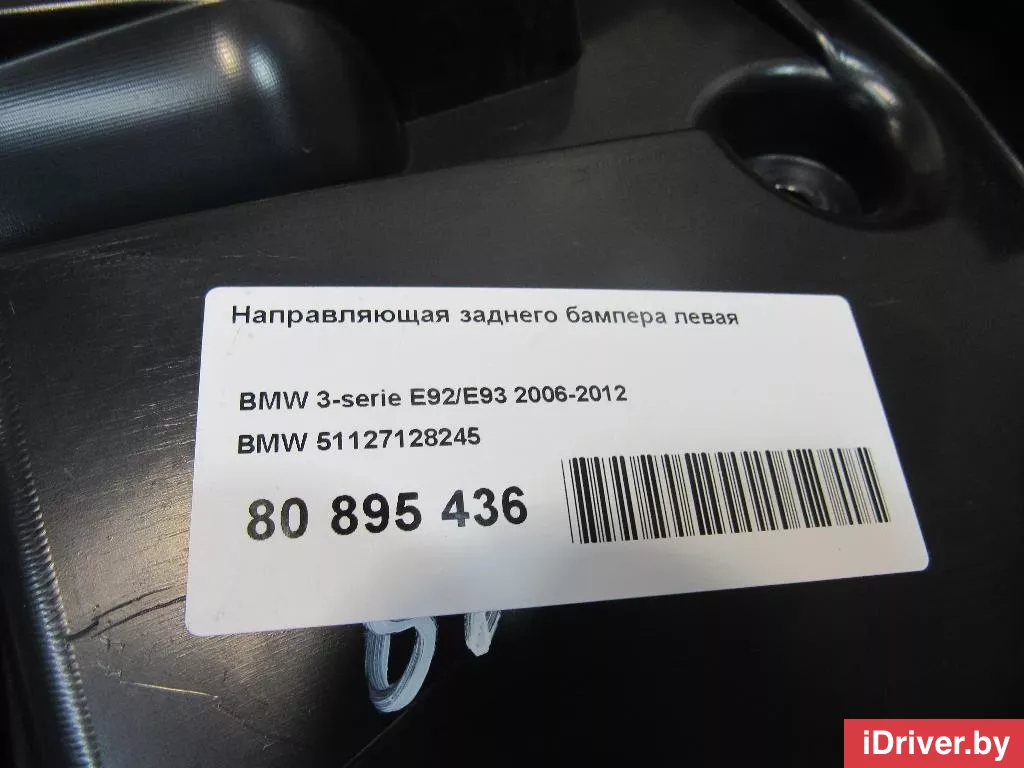 Направляющая заднего бампера левая
BMW 3-serie E92/E93 2006-2012
BMW 51127128245
80 895 436
iDriver.by